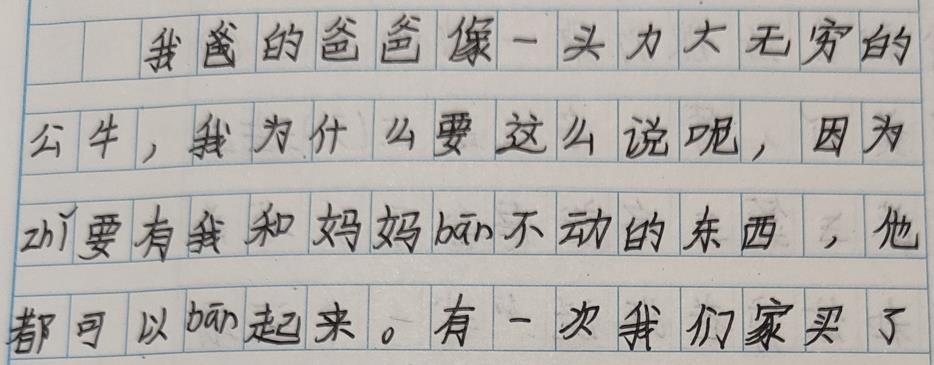 我爸的爸爸像一头力大无穷的
公牛，我为什么要这么说呢，因为
zhǐ要有我和妈妈bān不动的东西，他
都可以bān起来。有一次我们家买了